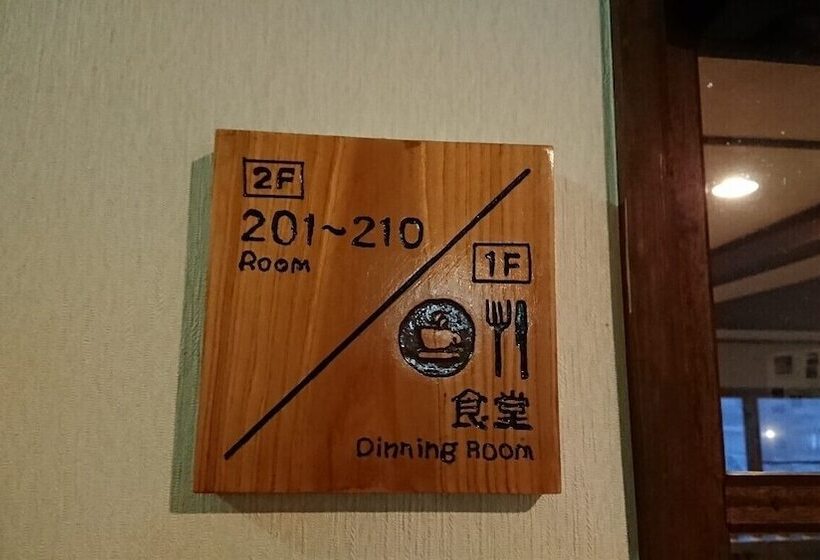 2F
201~210
Room
1F
食堂
Dinning Room